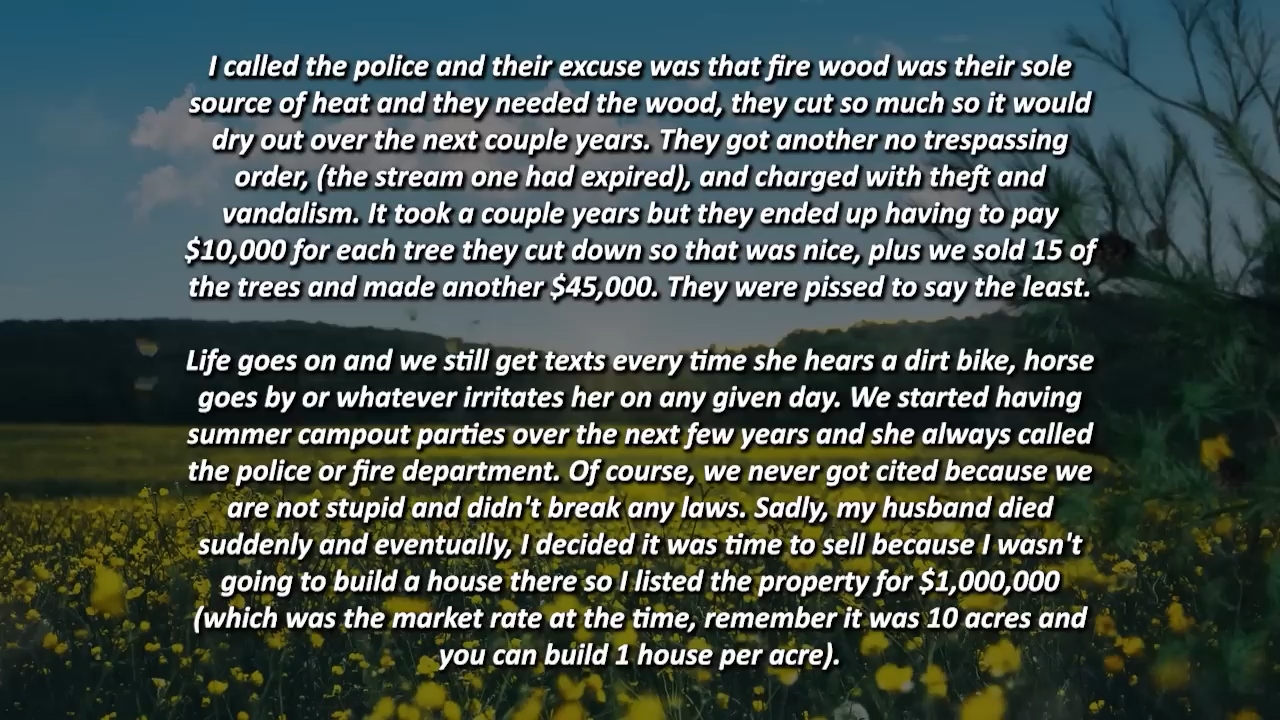 I called the police and their excuse was that fire wood was their sole
source of heat and they needed the wood, they cut so much so it would
dry out over the next couple years. They got another no trespassing
order, (the stream one had expired), and charged with theft and
vandalism. It took a couple years but they ended up having to pay
$10,000 for each tree they cut down so that was nice, plus we sold 15 of
the trees and made another $45,000. They were pissed to say the least.
Life goes on and we still get texts every time she hears a dirt bike, horse
goes by or whatever irritates her on any given day. We started having
summer campout parties over the next few years and she always called
the police or fire department. Of course, we never got cited because we
are not stupid and didn't break any laws. Sadly, my husband died
suddenly and eventually, I decided it was time to sell because I wasn't
going to build a house there so I listed the property for $1,000,000
(which was the market rate at the time, remember it was 10 acres and
you can build 1 house per acre).